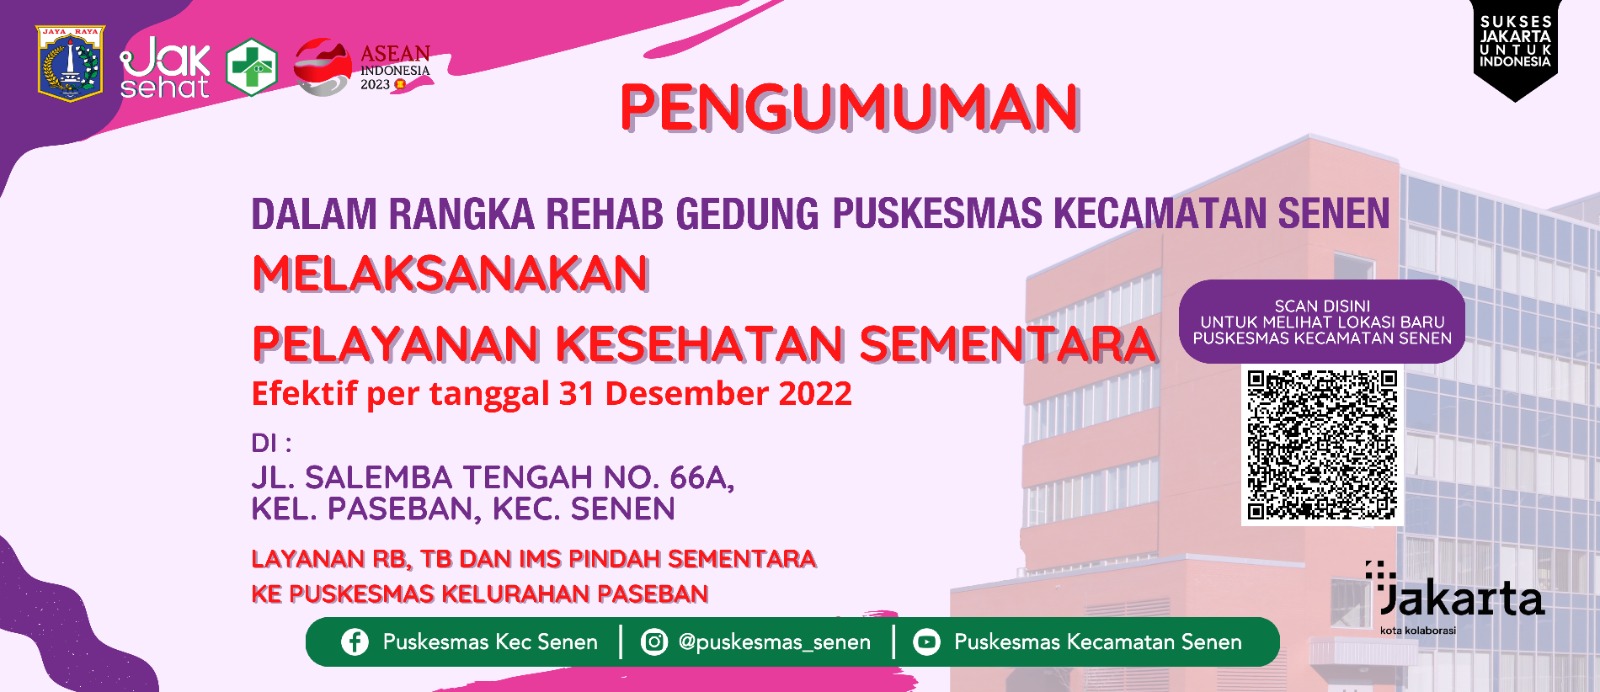 JAYA RAYA
Jak
sehat
ASEAN
INDONESIA
2023
SUKSES
JAKARTA
UNTUK
INDONESIA
PENGUMUMAN
DALAM RANGKA REHAB GEDUNG PUSKESMAS KECAMATAN SENEN
MELAKSANAKAN
PELAYANAN KESEHATAN SEMENTARA
Efektif per tanggal 31 Desember 2022
DI :
JL. SALEMBA TENGAH NO. 66A,
KEL. PASEBAN, KEC. SENEN
LAYANAN RB, TB DAN IMS PINDAH SEMENTARA
KE PUSKESMAS KELURAHAN PASEBAN
SCAN DISINI
UNTUK MELIHAT LOKASI BARU
PUSKESMAS KECAMATAN SENEN
Jakarta
kota kolaborasi
Puskesmas Kec Senen
@puskesmas_senen
Puskesmas Kecamatan Senen